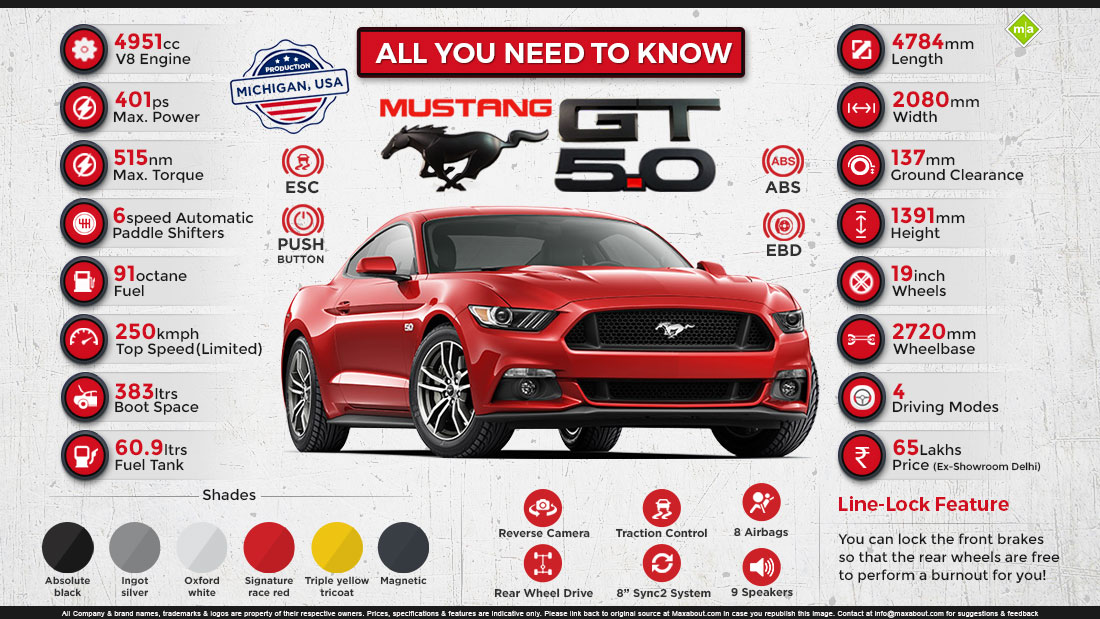 m|a
ALL YOU NEED TO KNOW
PRODUCTION
MICHIGAN, USA
MUSTANG
GT
5.0
4951cc
V8 Engine
401ps
Max. Power
515nm
Max. Torque
6speed Automatic
Paddle Shifters
91octane
Fuel
250kmph
Top Speed(Limited)
383ltrs
Boot Space
60.9ltrs
Fuel Tank
ESC
PUSH
BUTTON
ABS
ABS
EBD
5.0
4784mm
Length
2080mm
Width
137mm
Ground Clearance
1391mm
Height
19inch
Wheels
2720mm
Wheelbase
4
Driving Modes
₹
65Lakhs
Price (Ex-Showroom Delhi)
Shades
Absolute
black
Ingot
silver
Oxford
white
Signature
race red
Triple yellow
tricoat
Magnetic
Reverse Camera
Traction Control
8 Airbags
Rear Wheel Drive
8" Sync2 System
9 Speakers
Line-Lock Feature
You can lock the front brakes
so that the rear wheels are free
to perform a burnout for you!
All Company & brand names, trademarks & logos are property of their respective owners. Prices, specifications & features are indicative only. Please link back to original source at Maxabout.com in case you republish this image. Contact at info@maxabout.com for suggestions & feedback